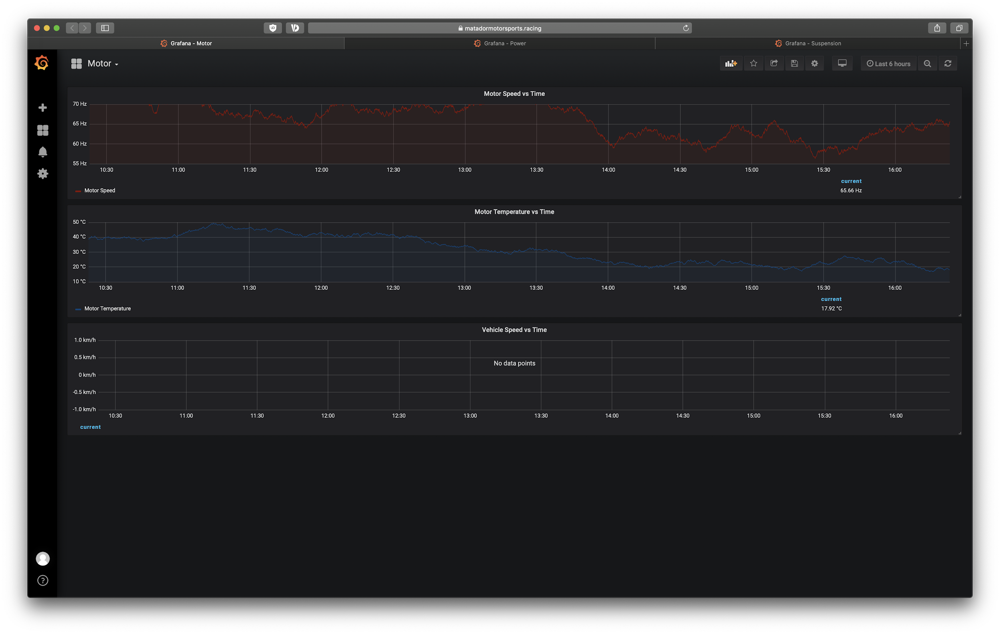 matadormotorsports.racing
Grafana - Motor
Grafana - Power
Grafana - Suspension
Motor
Last 6 hours
Motor Speed vs Time
70 Hz
65 Hz
60 Hz
55 Hz
10:30 11:00 11:30 12:00 12:30 13:00 13:30 14:00 14:30 15:00 15:30 16:00
current
Motor Speed 65.66 Hz
Motor Temperature vs Time
50 °C
40 °C
30 °C
20 °C
10 °C
10:30 11:00 11:30 12:00 12:30 13:00 13:30 14:00 14:30 15:00 15:30 16:00
current
Motor Temperature 17.92 °C
Vehicle Speed vs Time
1.0 km/h
0.5 km/h
No data points
0 km/h
-0.5 km/h
-1.0 km/h
10:30 11:00 11:30 12:00 12:30 13:00 13:30 14:00 14:30 15:00 15:30 16:00
current